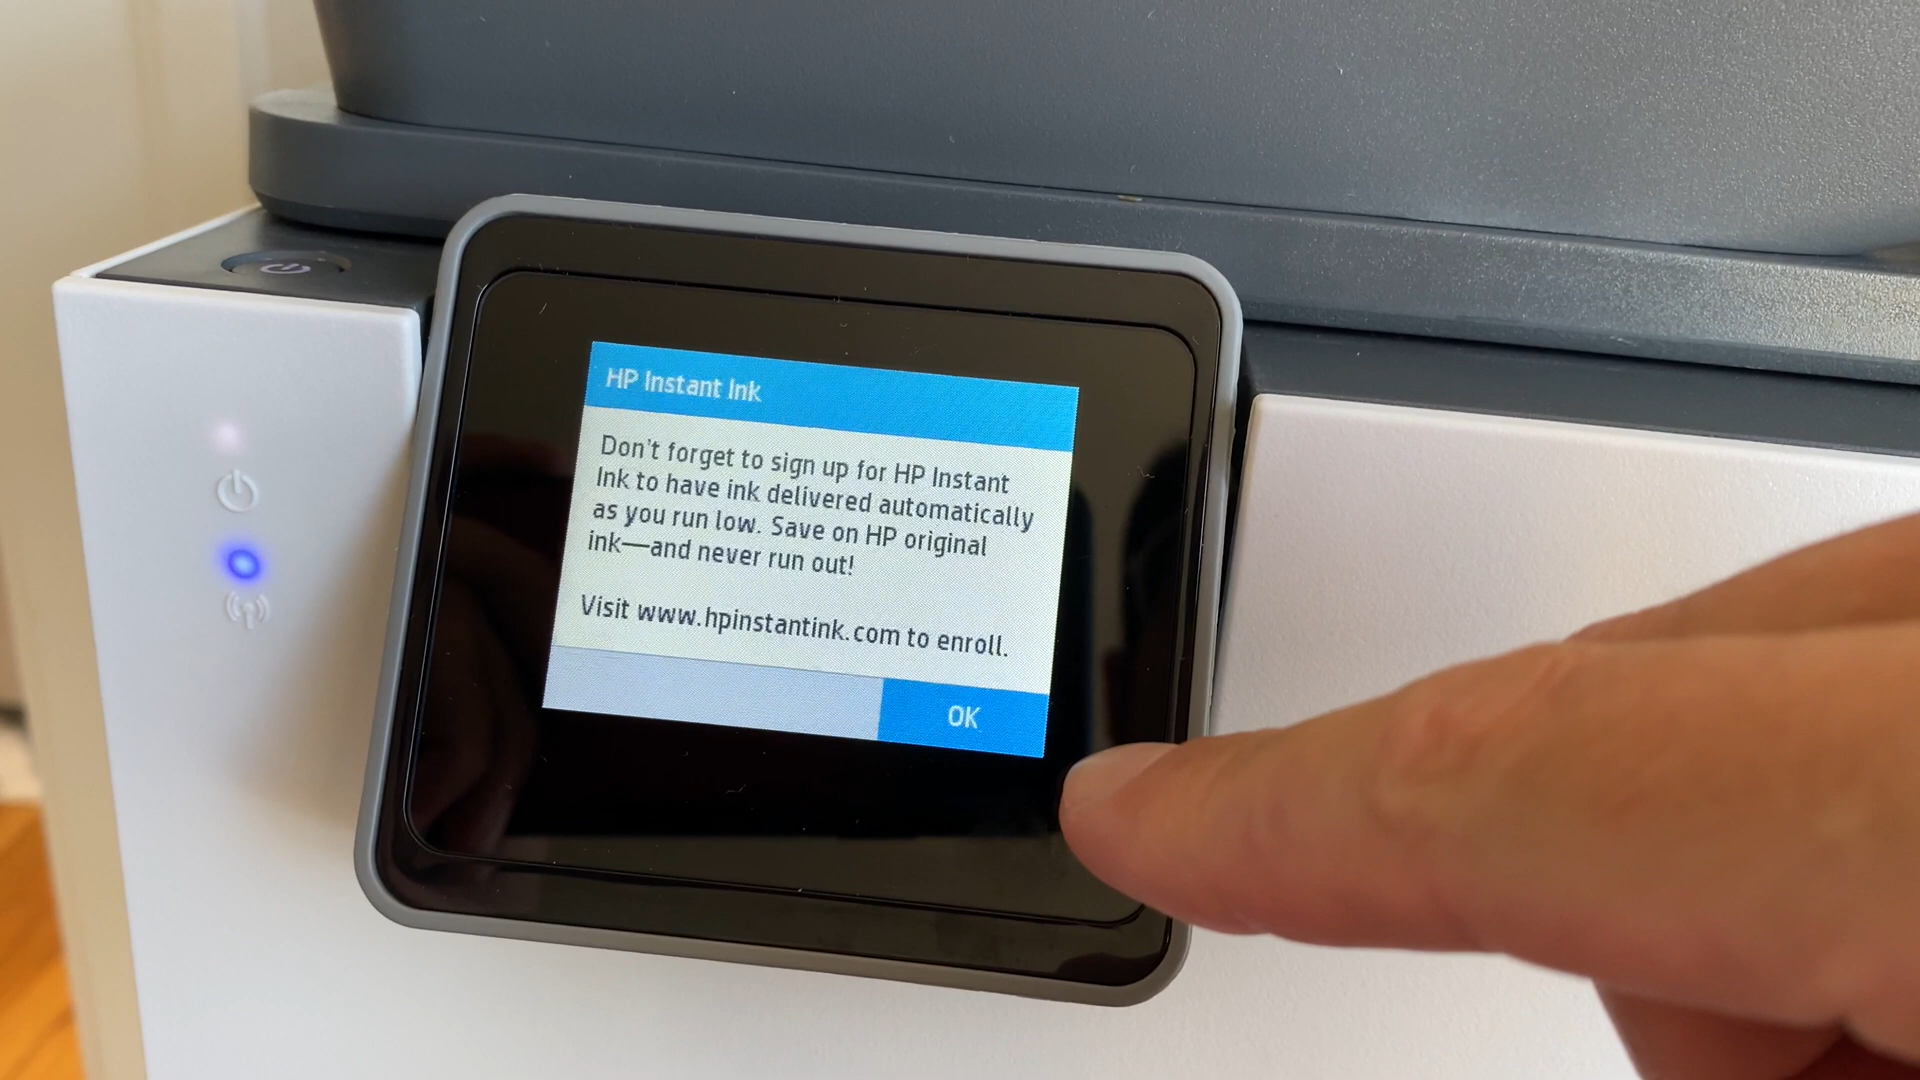 HP Instant Ink
Don't forget to sign up for HP Instant
Ink to have ink delivered automatically
as you run low. Save on HP original
ink—and never run out!
Visit www.hpinstantink.com to enroll.
OK